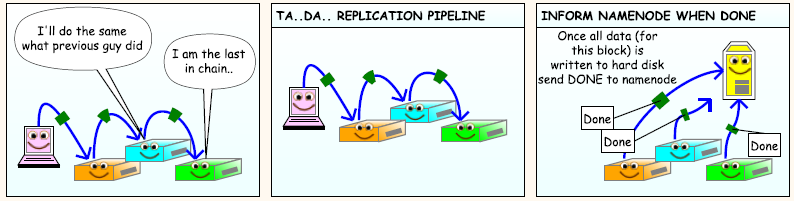 I'll do the same
what previous guy did
I am the last
in chain..
TA..DA.. REPLICATION PIPELINE
INFORM NAMENODE WHEN DONE
Once all data (for
this block) is
written to hard disk
send DONE to namenode
Done
Done
Done